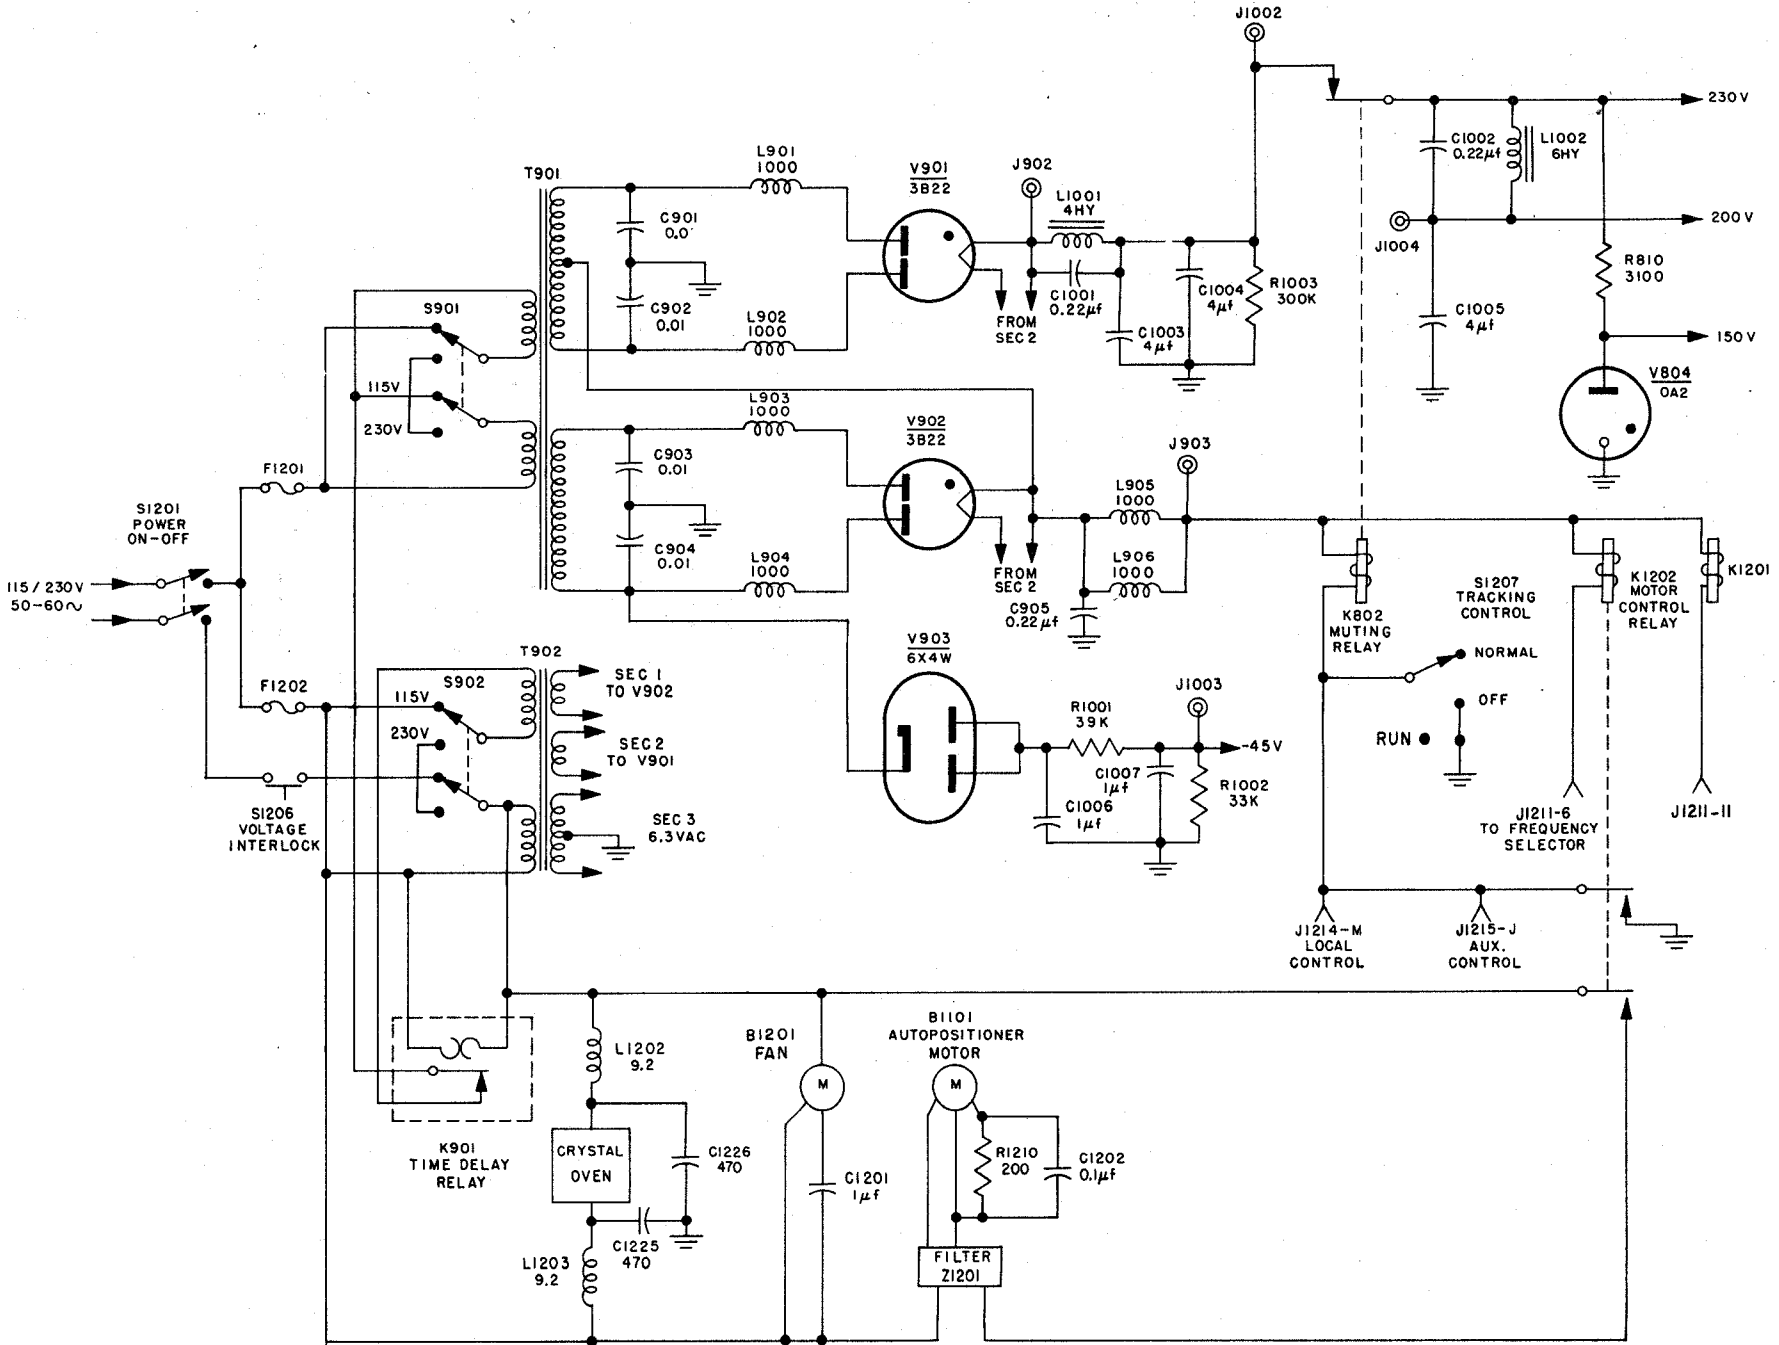 J1002
230V
C1002
0.22µf
L1002
6HY
T901
L901
1000
V901
3B22
J902
L1001
4HY
C901
0.0
200V
J1004
S901
C902
0.01
L902
1000
FROM
SEC 2
C1001
0.22µf
C1003
4µf
C1004
4µf
R1003
300K
R810
3100
C1005
4µf
150V
115V
230V
V804
OA2
L903
1000
V902
3B22
J903
F1201
C903
0.01
L905
1000
S1201
POWER
ON-OFF
C904
0.01
L904
1000
FROM
SEC 2
L906
1000
115/230V
50-60~
C905
0.22µf
K802
MUTING
RELAY
S1207
TRACKING
CONTROL
K1202
MOTOR
CONTROL
RELAY
K1201
T902
V903
6X4W
NORMAL
F1202
S902
115V
SEC 1
TO V902
J1003
OFF
R1001
39K
230V
SEC 2
TO V901
-45V
RUN
C1007
1µf
R1002
33K
S1206
VOLTAGE
INTERLOCK
SEC 3
6.3VAC
C1006
1µf
J1211-6
TO FREQUENCY
SELECTOR
J1211-11
J1214-M
LOCAL
CONTROL
J1215-J
AUX.
CONTROL
L1202
9.2
B1201
FAN
B1101
AUTOPOSITIONER
MOTOR
M
M
K901
TIME DELAY
RELAY
CRYSTAL
OVEN
C1226
470
C1201
1µf
R1210
200
C1202
0.1µf
L1203
9.2
C1225
470
FILTER
Z1201